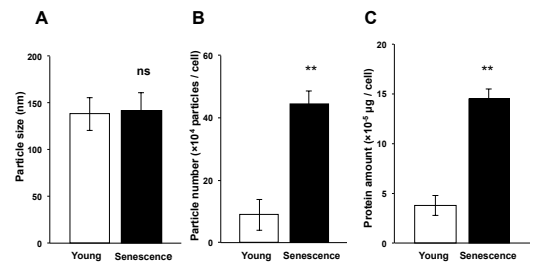 A
B
C
Particle size (nm)
200
150
100
50
0
ns
Young
Senescence
Particle number (×10⁴ particles / cell)
60
40
20
0
**
Young
Senescence
Protein amount (×10⁻⁵ µg / cell)
20
15
10
5
0
**
Young
Senescence